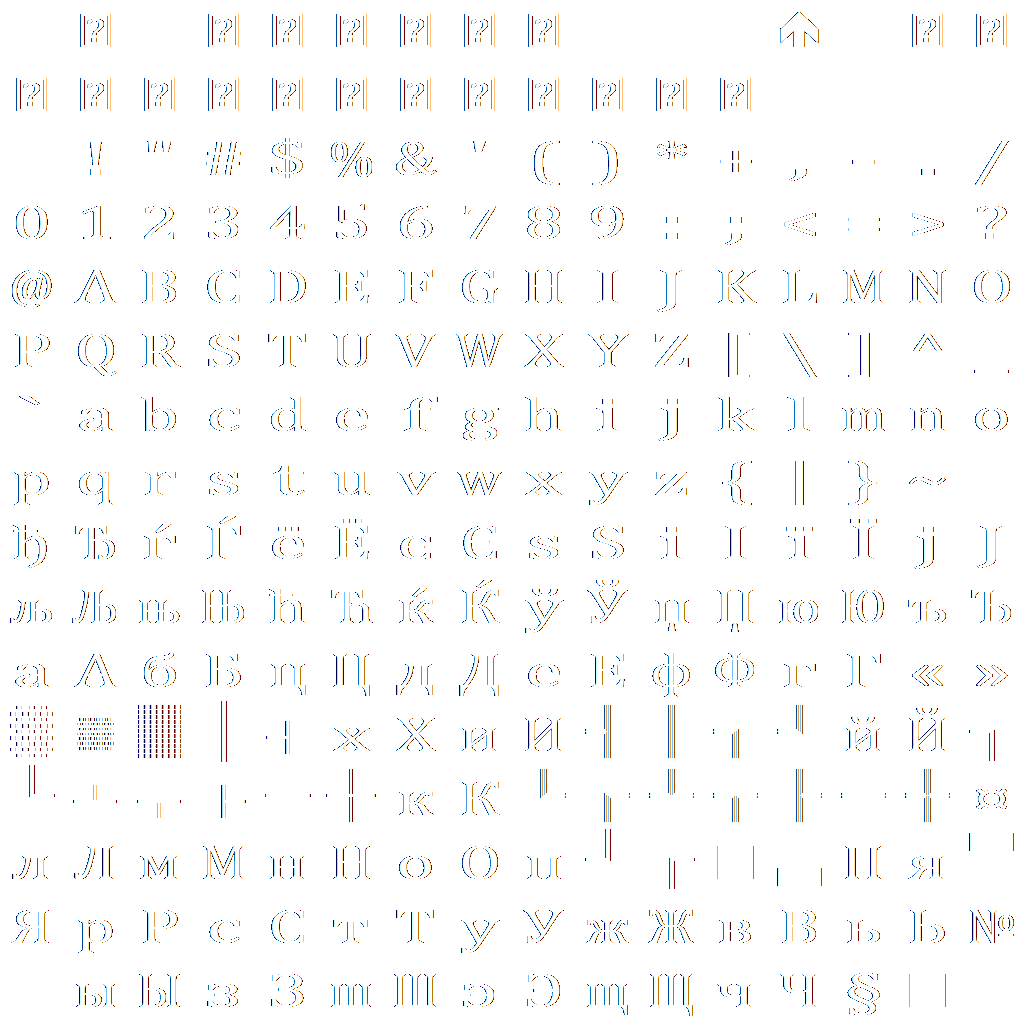 ⍰ ⍰ ⍰ ⍰ ⍰ ⍰ ⍰ ⍰ ⍰
⍰ ⍰ ⍰ ⍰ ⍰ ⍰ ⍰ ⍰ ⍰ ⍰ ⍰ ⍰
! " # $ % & ' ( ) * + , - . /
0 1 2 3 4 5 6 7 8 9 : ; < = > ?
@ A B C D E F G H I J K L M N O
P Q R S T U V W X Y Z [ \ ] ^ _
` a b c d e f g h i j k l m n o
p q r s t u v w x y z { | } ~
ђ Ђ ѓ Ѓ ё Ё є Є ѕ Ѕ і І ї Ї ј Ј
љ Љ њ Њ ћ Ћ ќ Ќ ў Ў џ Џ ю Ю ъ Ъ
а А б Б ц Ц д Д е Е ф Ф г Г « »
░ ▒ ▓ │ ┤ х Х и И ╣ ║ ╗ ╝ й Й ┐
└ ┴ ┬ ├ ─ ┼ к К ╚ ╔ ╩ ╦ ╠ ═ ╬ ¤
л Л м М н Н о О п ┘ ┌ █ ▄ П я ▀
Я р Р с С т Т у У ж Ж в В ь Ь №
ы Ы з З ш Ш э Э щ Щ ч Ч § ■